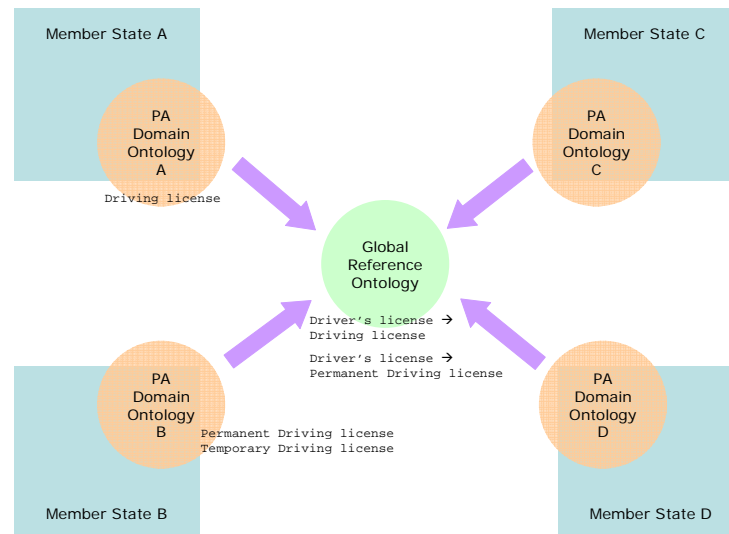 Member State A
Member State C
PA
Domain
Ontology
A
PA
Domain
Ontology
C
Driving license
Global
Reference
Ontology
Driver's license →
Driving license
Driver's license →
Permanent Driving license
PA
Domain
Ontology
B
PA
Domain
Ontology
D
Permanent Driving license
Temporary Driving license
Member State B
Member State D